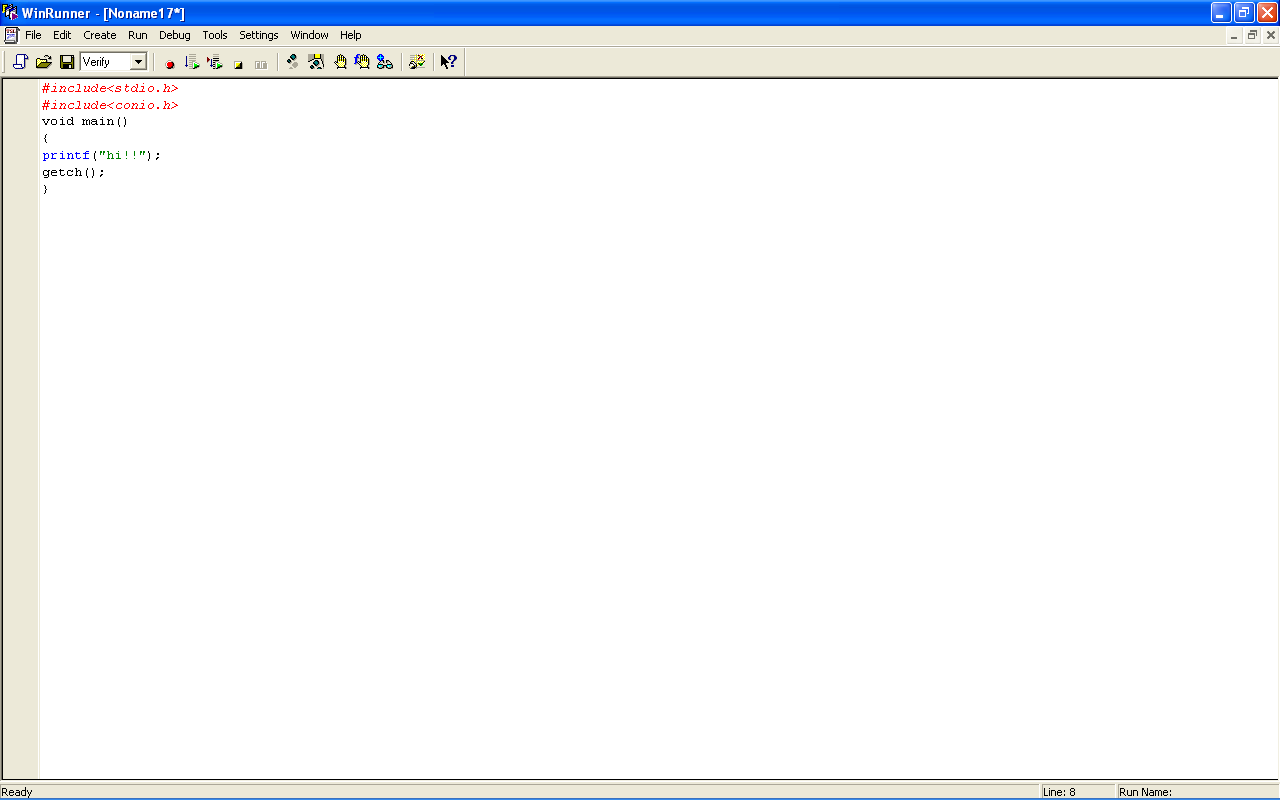 WinRunner - [Noname17*]
File Edit Create Run Debug Tools Settings Window Help
Verify
#include<stdio.h>
#include<conio.h>
void main()
{
printf("hi!!");
getch();
}
Ready Line: 8 Run Name: